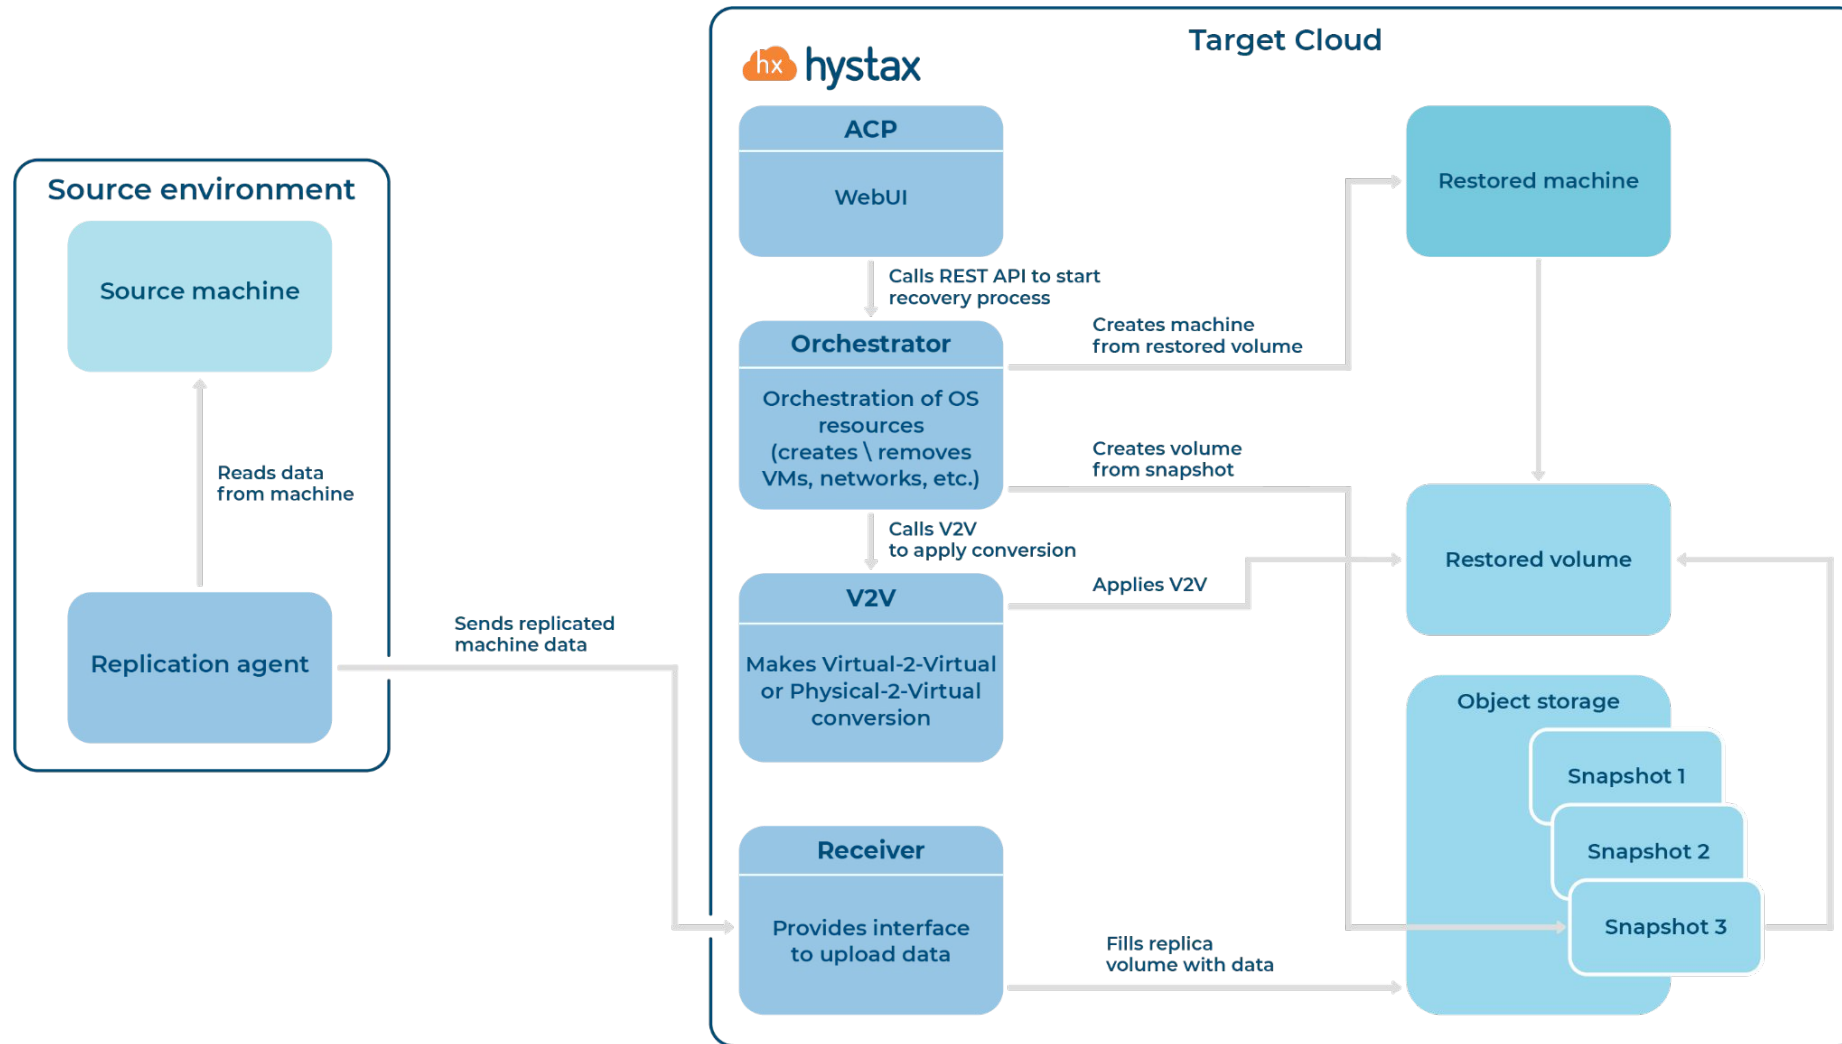 Target Cloud
hx hystax
Source environment
Source machine
Reads data
from machine
Replication agent
Sends replicated
machine data
ACP
WebUI
Calls REST API to start
recovery process
Orchestrator
Orchestration of OS
resources
(creates \ removes
VMs, networks, etc.)
Creates machine
from restored volume
Creates volume
from snapshot
Calls V2V
to apply conversion
V2V
Makes Virtual-2-Virtual
or Physical-2-Virtual
conversion
Applies V2V
Receiver
Provides interface
to upload data
Fills replica
volume with data
Restored machine
Restored volume
Object storage
Snapshot 1
Snapshot 2
Snapshot 3